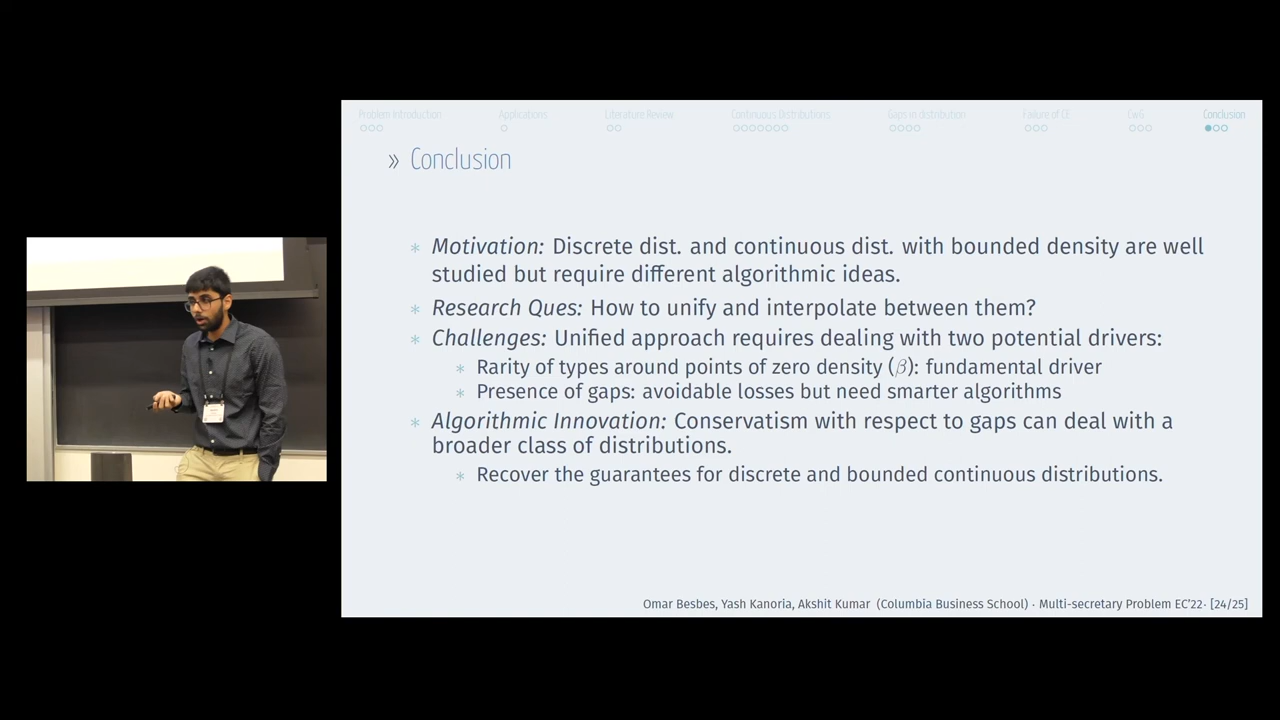 Problem Introduction Applications Literature Review Continuous Distributions Gaps in distribution Failure of CE CwG Conclusion
» Conclusion
* Motivation: Discrete dist. and continuous dist. with bounded density are well
studied but require different algorithmic ideas.
* Research Ques: How to unify and interpolate between them?
* Challenges: Unified approach requires dealing with two potential drivers:
* Rarity of types around points of zero density (β): fundamental driver
* Presence of gaps: avoidable losses but need smarter algorithms
* Algorithmic Innovation: Conservatism with respect to gaps can deal with a
broader class of distributions.
* Recover the guarantees for discrete and bounded continuous distributions.
Omar Besbes, Yash Kanoria, Akshit Kumar (Columbia Business School) · Multi-secretary Problem EC'22 · [24/25]